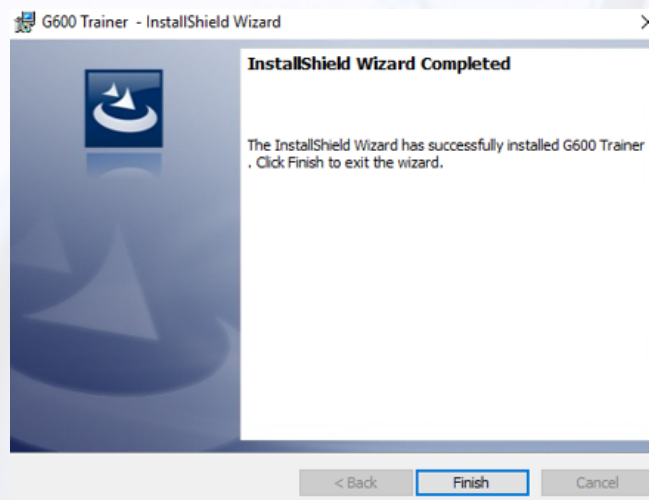 G600 Trainer - InstallShield Wizard
InstallShield Wizard Completed
The InstallShield Wizard has successfully installed G600 Trainer
. Click Finish to exit the wizard.
< Back
Finish
Cancel